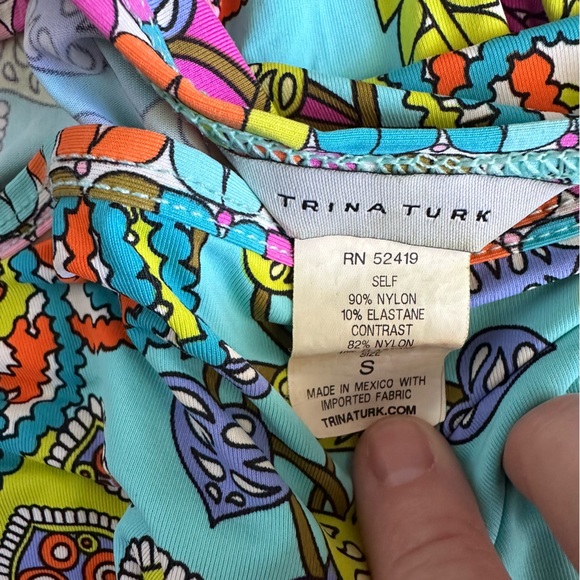 TRINA TURK
RN 52419
SELF
90% NYLON
10% ELASTANE
CONTRAST
82% NYLON
SIZE
S
MADE IN MEXICO WITH
IMPORTED FABRIC
TRINATURK.COM